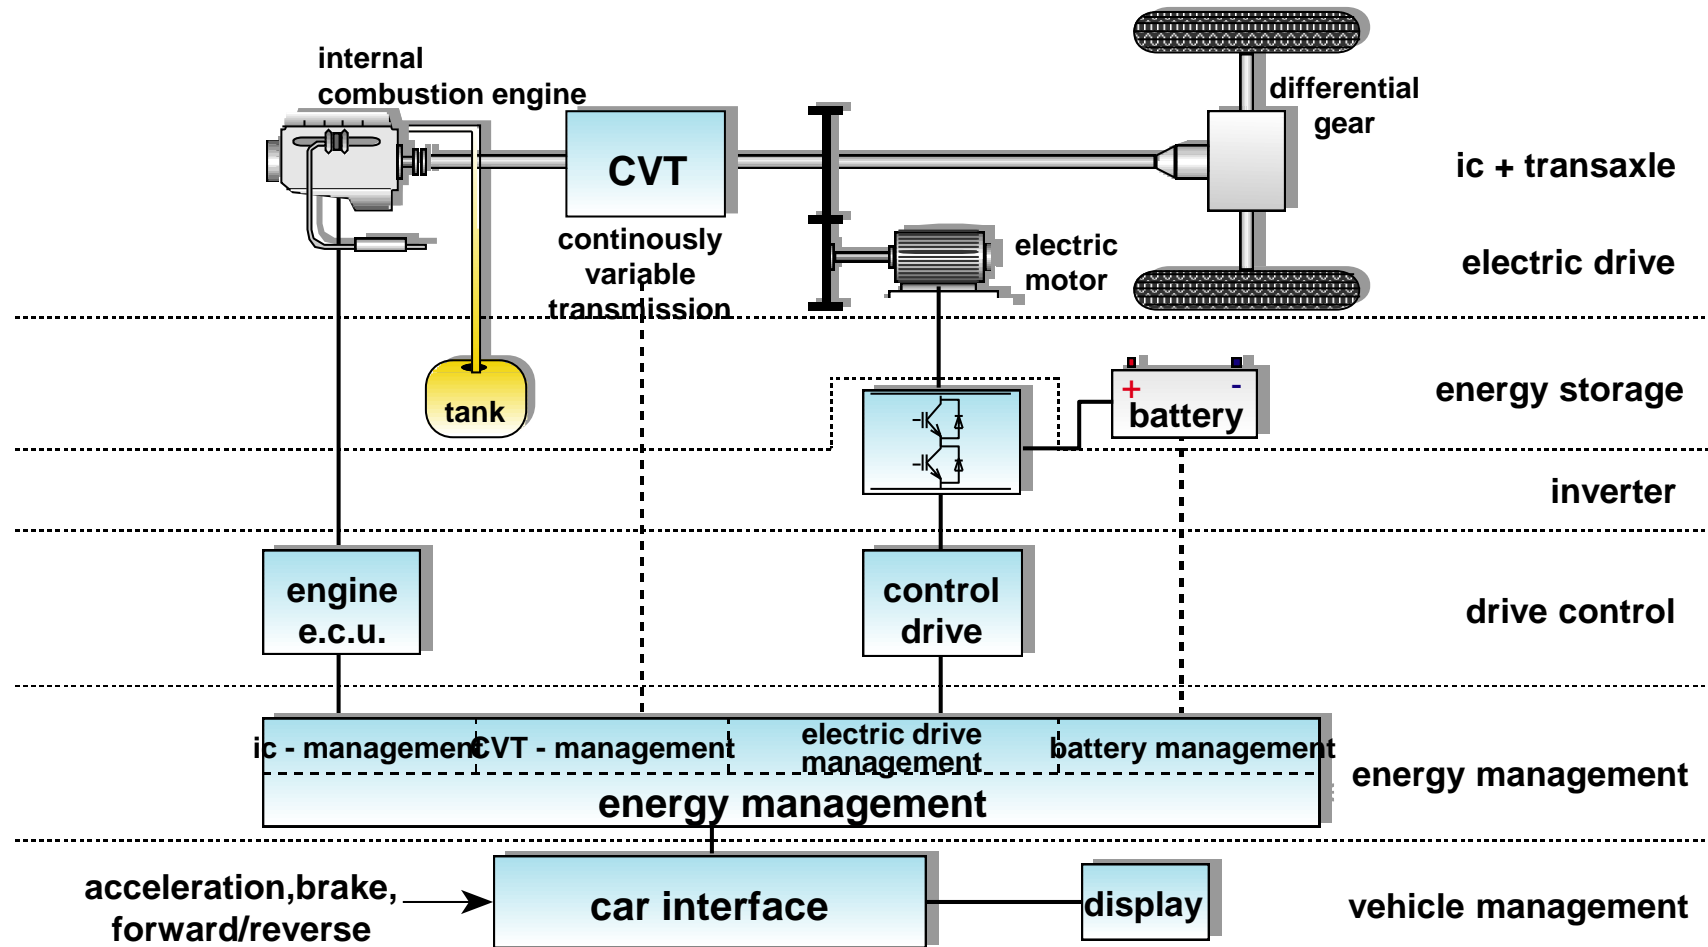 internal
combustion engine
CVT
continously
variable
transmission
electric
motor
differential
gear
ic + transaxle
electric drive
tank
+
-
battery
energy storage
inverter
engine
e.c.u.
control
drive
drive control
ic - management
CVT - management
electric drive
management
battery management
energy management
energy management
acceleration,brake,
forward/reverse
car interface
display
vehicle management